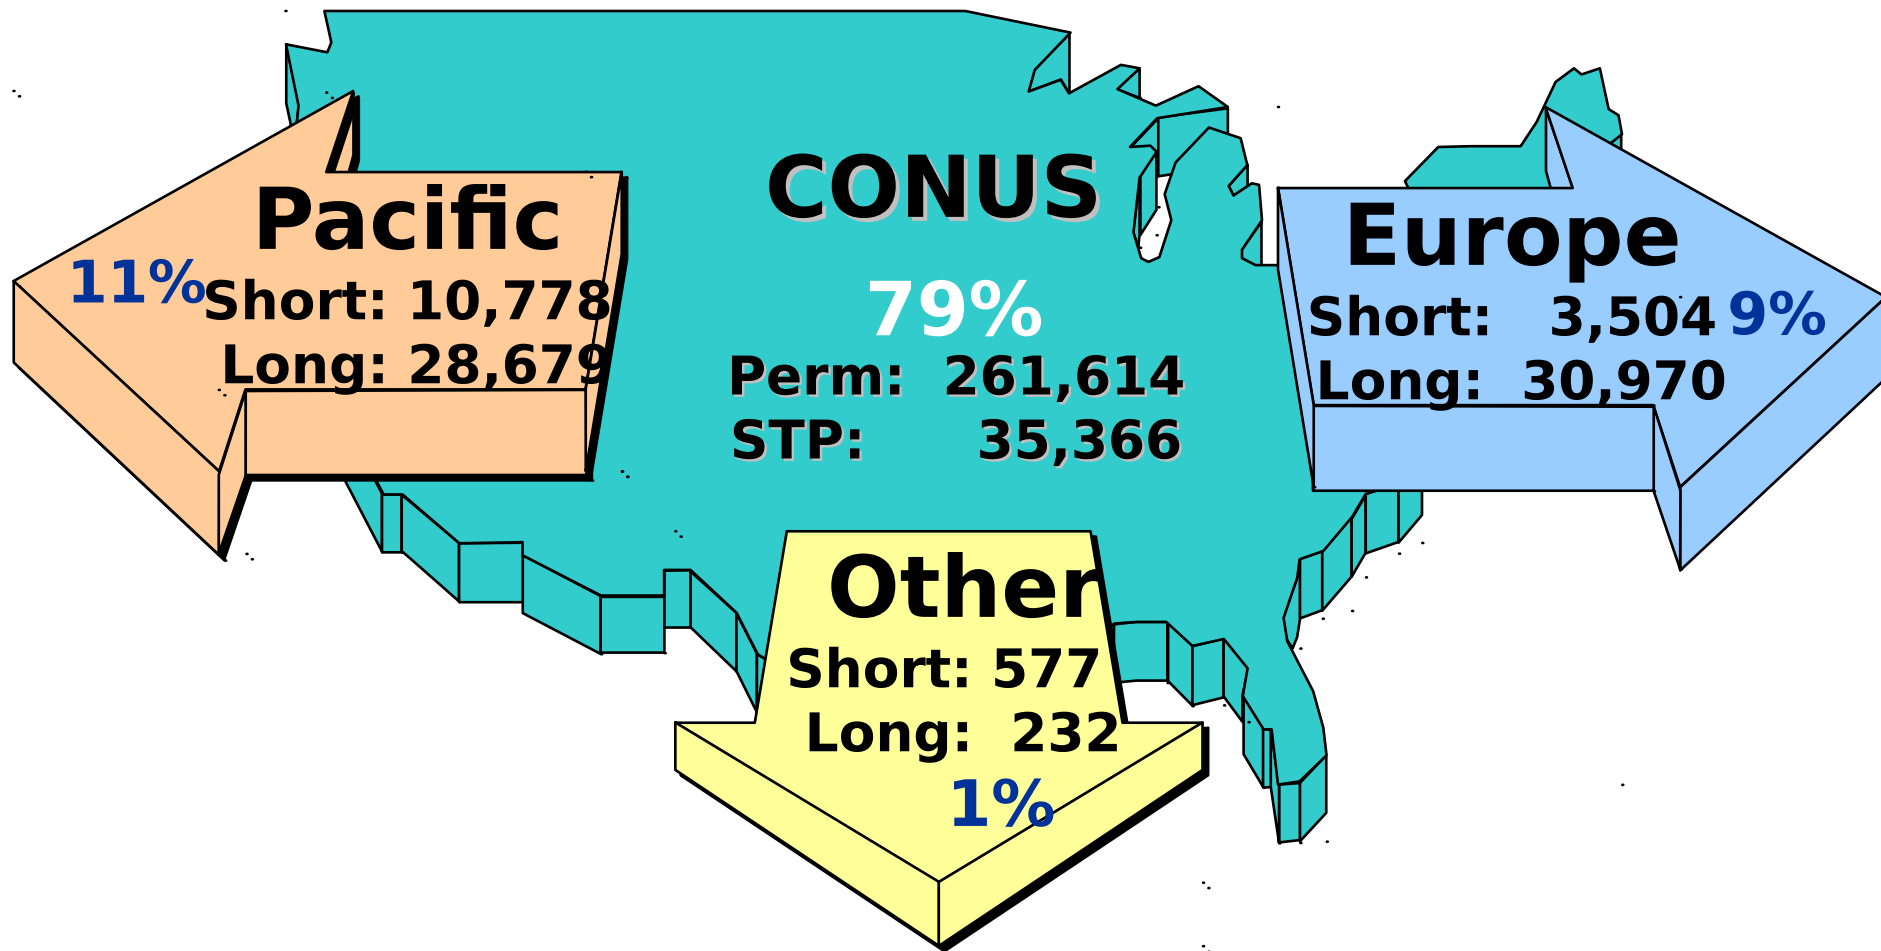 CONUS
79%
Perm: 261,614
STP: 35,366
Pacific
11%
Short: 10,778
Long: 28,679
Europe
Short: 3,504
9%
Long: 30,970
Other
Short: 577
Long: 232
1%